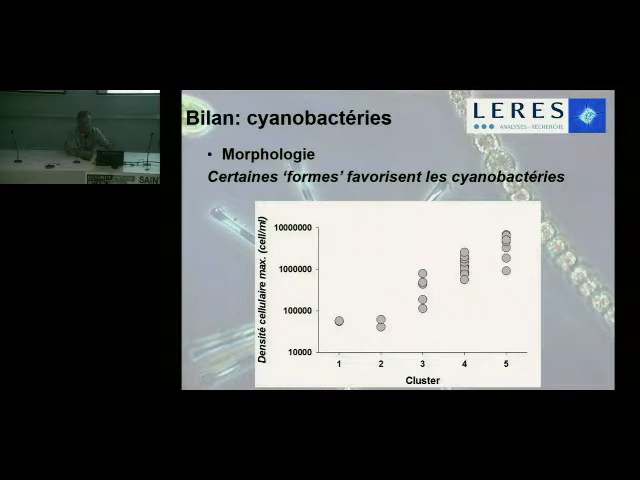 Bilan: cyanobactéries
LERES
ANALYSES - RECHERCHE
• Morphologie
Certaines ‘formes’ favorisent les cyanobactéries
Densité cellulaire max. (cell/ml)
10000000
1000000
100000
10000
1 2 3 4 5
Cluster
SAINT